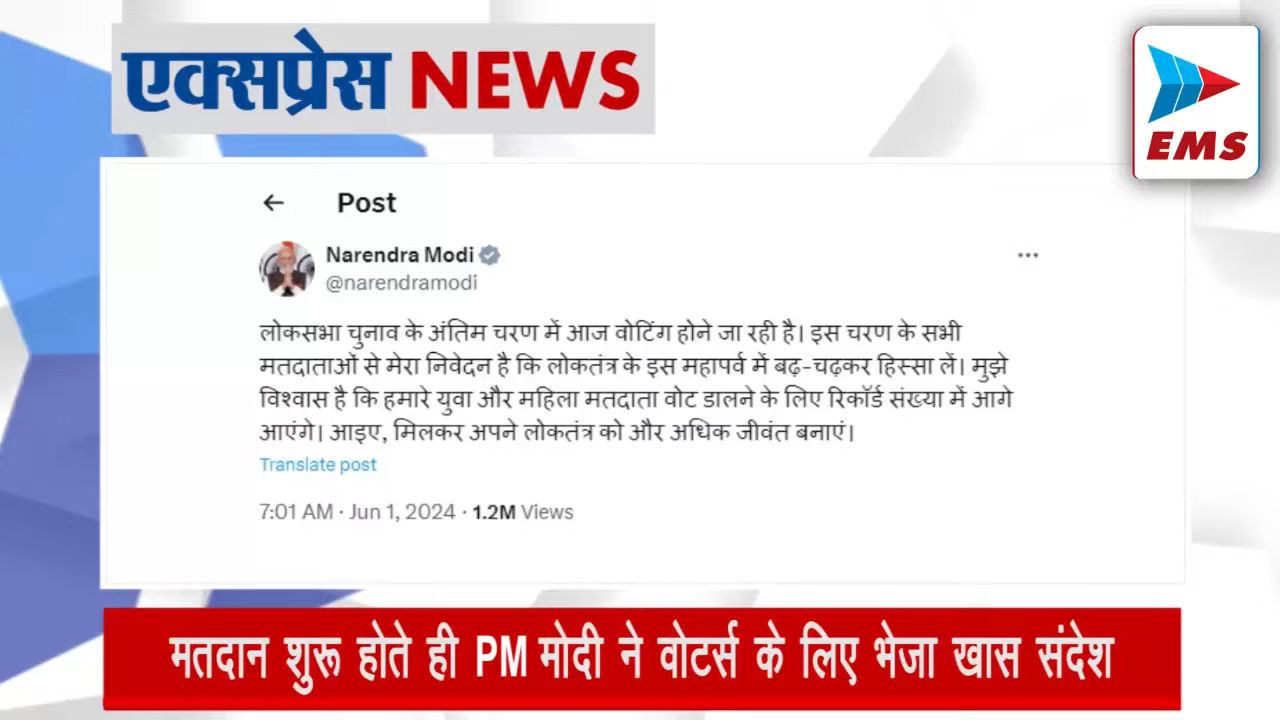 एक्सप्रेस NEWS
EMS
← Post
Narendra Modi
@narendramodi
लोकसभा चुनाव के अंतिम चरण में आज वोटिंग होने जा रही है। इस चरण के सभी
मतदाताओं से मेरा निवेदन है कि लोकतंत्र के इस महापर्व में बढ़-चढ़कर हिस्सा लें। मुझे
विश्वास है कि हमारे युवा और महिला मतदाता वोट डालने के लिए रिकॉर्ड संख्या में आगे
आएंगे। आइए, मिलकर अपने लोकतंत्र को और अधिक जीवंत बनाएं।
Translate post
7:01 AM · Jun 1, 2024 · 1.2M Views
मतदान शुरू होते ही PM मोदी ने वोटर्स के लिए भेजा खास संदेश